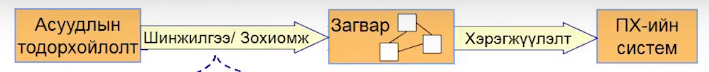 Асуудлын
тодорхойлолт
Шинжилгээ/ Зохиомж
Загвар
Хэрэгжүүлэлт
ПХ-ийн
систем